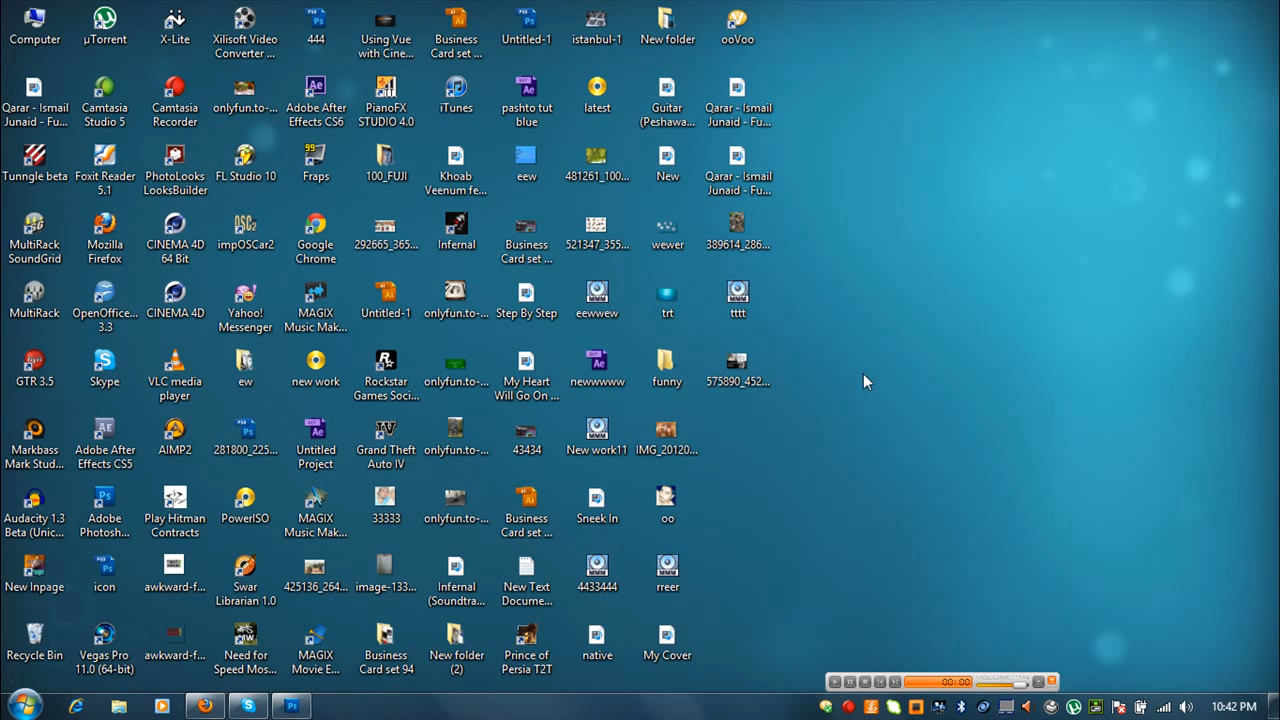 Computer
µTorrent
X-Lite
Xilisoft Video
Converter ...
444
Using Vue
with Cine...
Business
Card set ...
Untitled-1
istanbul-1
New folder
ooVoo
Qarar - Ismail
Junaid - Fu...
Camtasia
Studio 5
Camtasia
Recorder
onlyfun.to-...
Adobe After
Effects CS6
PianoFX
STUDIO 4.0
iTunes
pashto tut
blue
latest
Guitar
(Peshawa...
Qarar - Ismail
Junaid - Fu...
Tunngle beta
Foxit Reader
5.1
PhotoLooks
LooksBuilder
FL Studio 10
Fraps
100_FUJI
Khoab
Veenum fe...
eew
481261_100...
New
Qarar - Ismail
Junaid - Fu...
MultiRack
SoundGrid
Mozilla
Firefox
CINEMA 4D
64 Bit
impOSCar2
Google
Chrome
292665_365...
Infernal
Business
Card set ...
521347_355...
wewer
389614_286...
MultiRack
OpenOffice....
3.3
CINEMA 4D
Yahoo!
Messenger
MAGIX
Music Mak...
Untitled-1
onlyfun.to-...
Step By Step
eewwew
trt
tttt
GTR 3.5
Skype
VLC media
player
ew
new work
Rockstar
Games Soci...
onlyfun.to-...
My Heart
Will Go On ...
newwwww
funny
575890_452...
Markbass
Mark Stud...
Adobe After
Effects CS5
AIMP2
281800_225...
Untitled
Project
Grand Theft
Auto IV
onlyfun.to-...
43434
New work11
IMG_20120...
Audacity 1.3
Beta (Unic...
Adobe
Photosh...
Play Hitman
Contracts
PowerISO
MAGIX
Music Mak...
33333
onlyfun.to-...
Business
Card set ...
Sneek In
oo
New Inpage
icon
awkward-f...
Swar
Librarian 1.0
425136_264...
image-133...
Infernal
(Soundtra...
New Text
Docume...
4433444
rreer
Recycle Bin
Vegas Pro
11.0 (64-bit)
awkward-f...
Need for
Speed Mos...
MAGIX
Movie E...
Business
Card set 94
New folder
(2)
Prince of
Persia T2T
native
My Cover
00:00
10:42 PM